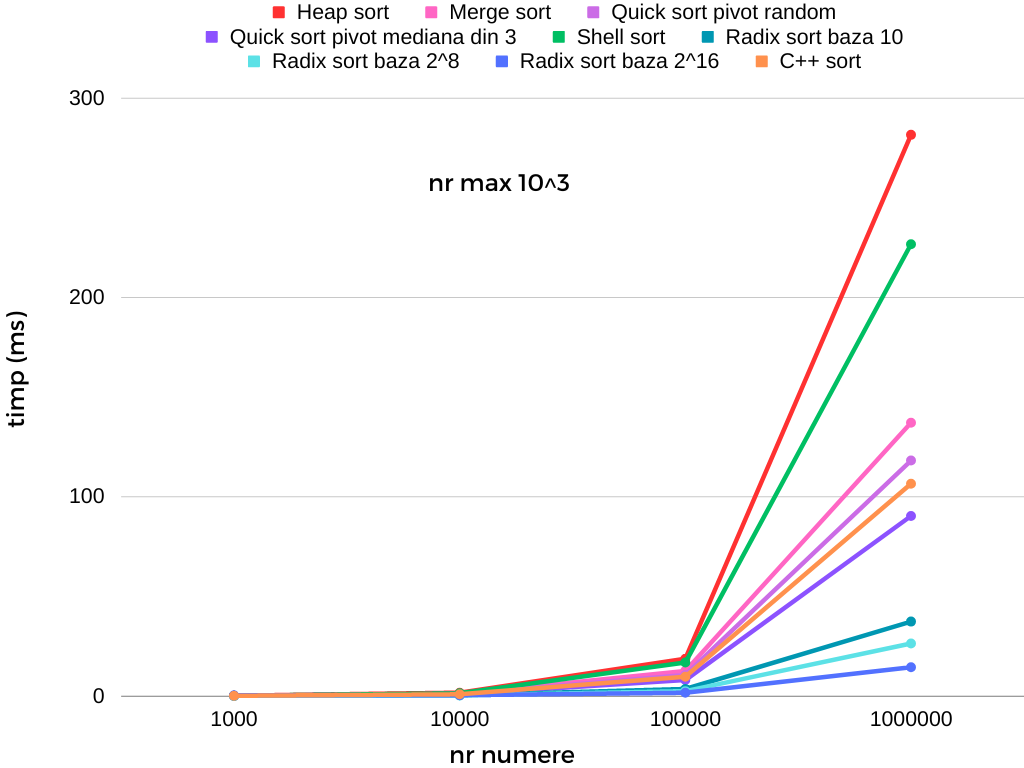 Heap sort Merge sort Quick sort pivot random
Quick sort pivot mediana din 3 Shell sort Radix sort baza 10
Radix sort baza 2^8 Radix sort baza 2^16 C++ sort
300
nr max 10^3
200
timp (ms)
100
0
1000 10000 100000 1000000
nr numere